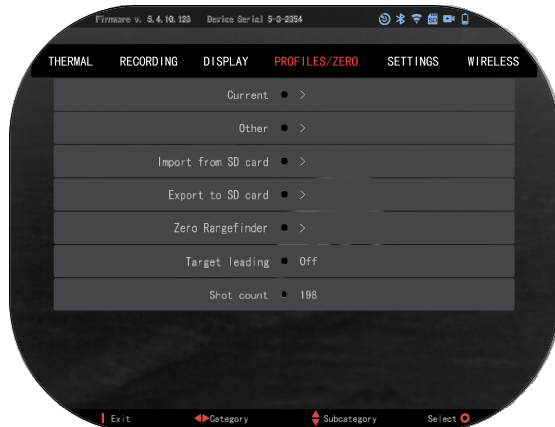 Firmware v. 5.4.10.123 Device Serial 5-3-2354
THERMAL RECORDING DISPLAY PROFILES/ZERO SETTINGS WIRELESS
Current >
Other >
Import from SD card >
Export to SD card >
Zero Rangefinder >
Target leading Off
Shot count 198
Exit Category Subcategory Select